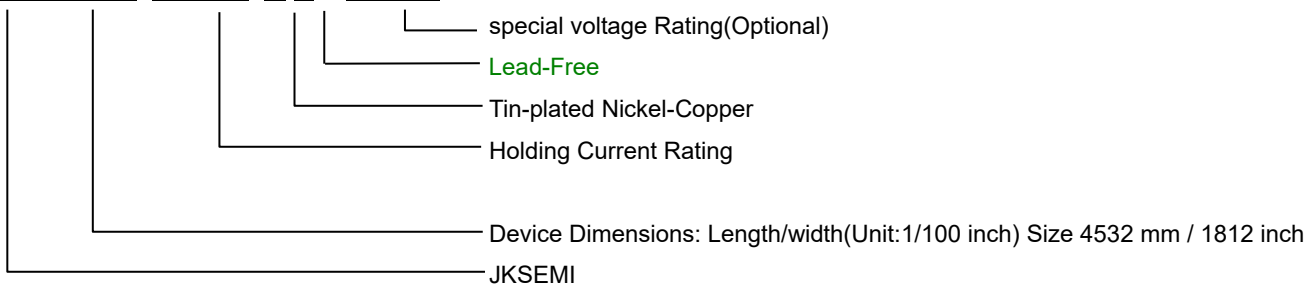 special voltage Rating(Optional)
Lead-Free
Tin-plated Nickel-Copper
Holding Current Rating
Device Dimensions: Length/width(Unit:1/100 inch) Size 4532 mm / 1812 inch
JKSEMI